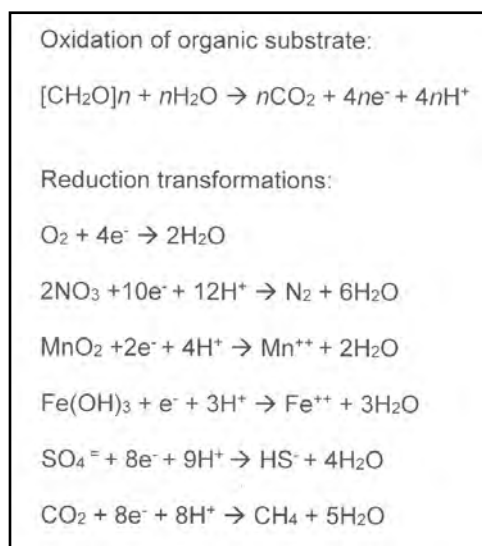 Oxidation of organic substrate:
[CH₂O]n + nH₂O → nCO₂ + 4ne⁻ + 4nH⁺
Reduction transformations:
O₂ + 4e⁻ → 2H₂O
2NO₃ +10e⁻ + 12H⁺ → N₂ + 6H₂O
MnO₂ +2e⁻ + 4H⁺ → Mn⁺⁺ + 2H₂O
Fe(OH)₃ + e⁻ + 3H⁺ → Fe⁺⁺ + 3H₂O
SO₄ ⁼ + 8e⁻ + 9H⁺ → HS⁻ + 4H₂O
CO₂ + 8e⁻ + 8H⁺ → CH₄ + 5H₂O